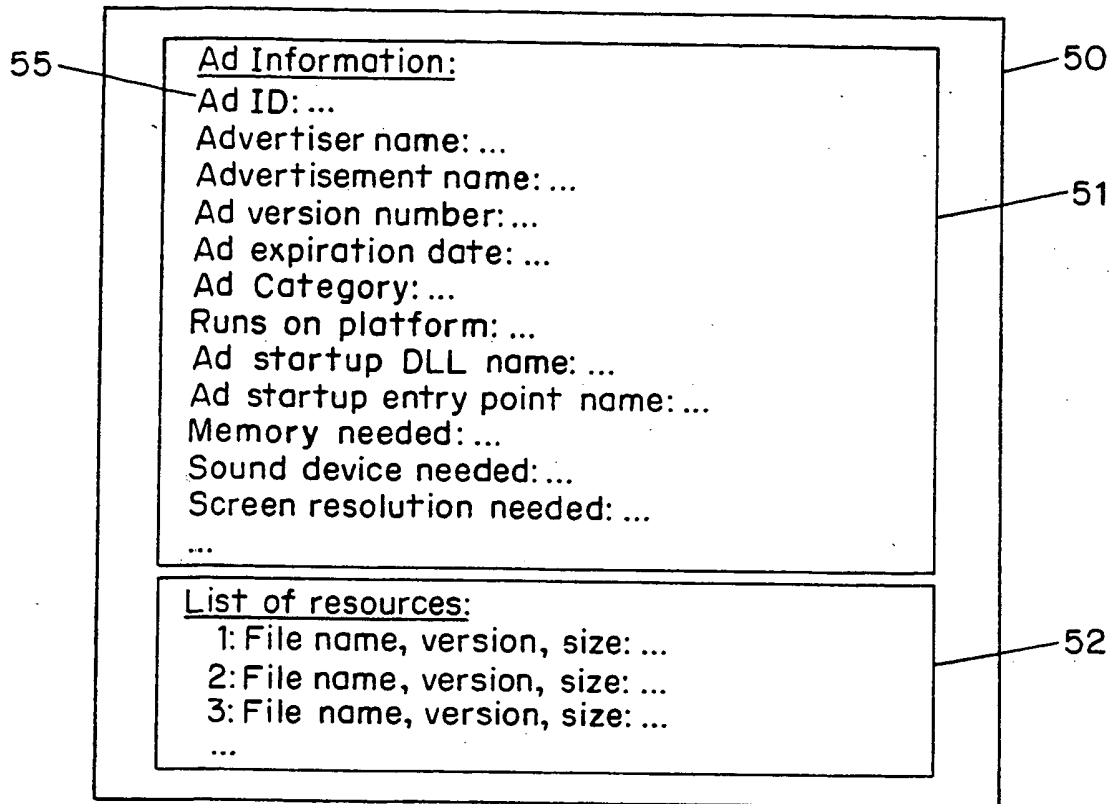 Ad Information:
55
50
Ad ID: ...
Advertiser name: ...
Advertisement name: ...
51
Ad version number: ...
Ad expiration date: ...
Ad Category: ...
Runs on platform: ...
Ad startup DLL name: ...
Ad startup entry point name: ...
Memory needed: ...
Sound device needed: ...
Screen resolution needed: ...
...
List of resources:
1: File name, version, size: ...
52
2: File name, version, size: ...
3: File name, version, size: ...
...